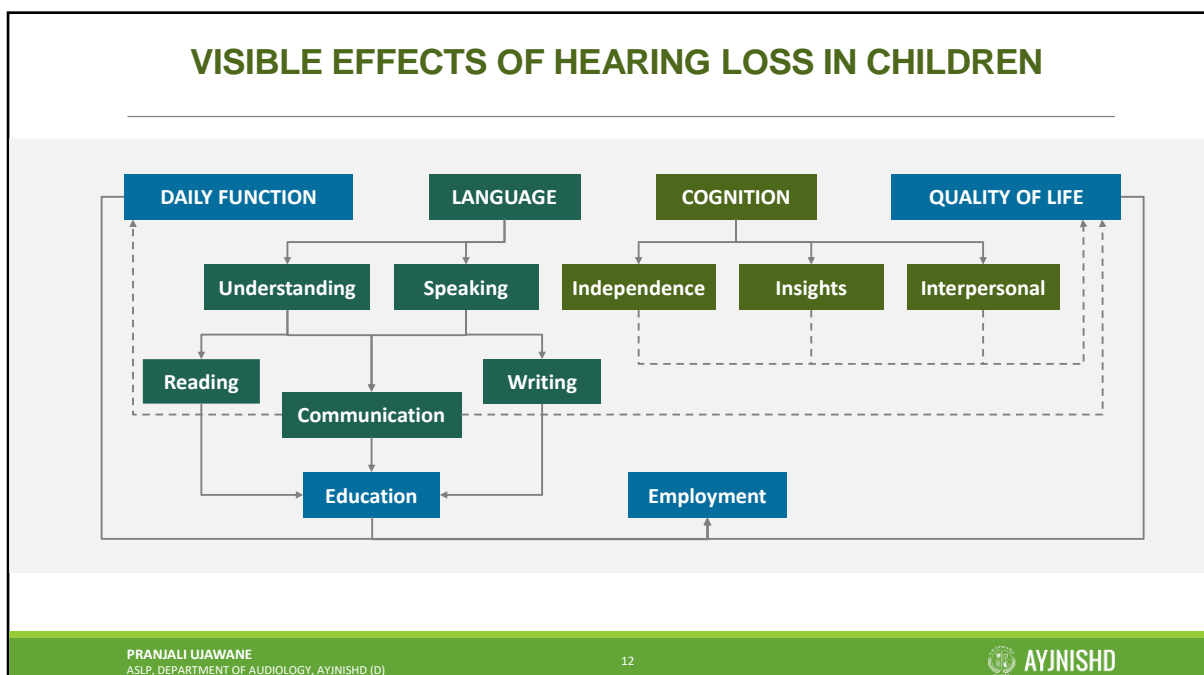 VISIBLE EFFECTS OF HEARING LOSS IN CHILDREN
DAILY FUNCTION
LANGUAGE
COGNITION
QUALITY OF LIFE
Understanding
Speaking
Independence
Insights
Interpersonal
Reading
Writing
Communication
Education
Employment
PRANJALI UJAWANE
ASLP, DEPARTMENT OF AUDIOLOGY, AYJNISHD (D)
12
AYJNISHD